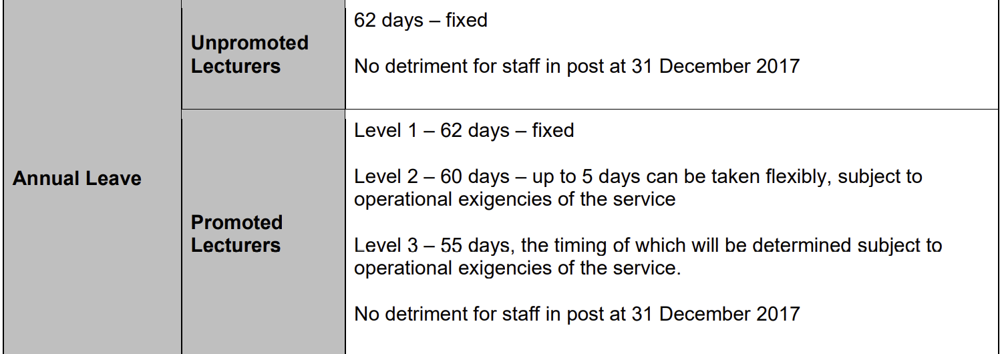 Annual Leave
Unpromoted
Lecturers
62 days – fixed
No detriment for staff in post at 31 December 2017
Promoted
Lecturers
Level 1 – 62 days – fixed
Level 2 – 60 days – up to 5 days can be taken flexibly, subject to
operational exigencies of the service
Level 3 – 55 days, the timing of which will be determined subject to
operational exigencies of the service.
No detriment for staff in post at 31 December 2017